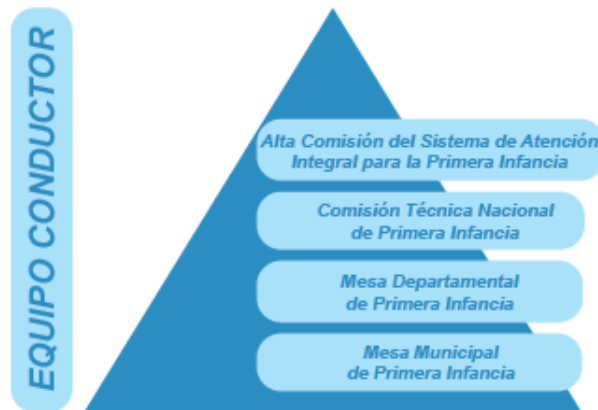 EQUIPO CONDUCTOR
Alta Comisión del Sistema de Atención
Integral para la Primera Infancia
Comisión Técnica Nacional
de Primera Infancia
Mesa Departamental
de Primera Infancia
Mesa Municipal
de Primera Infancia